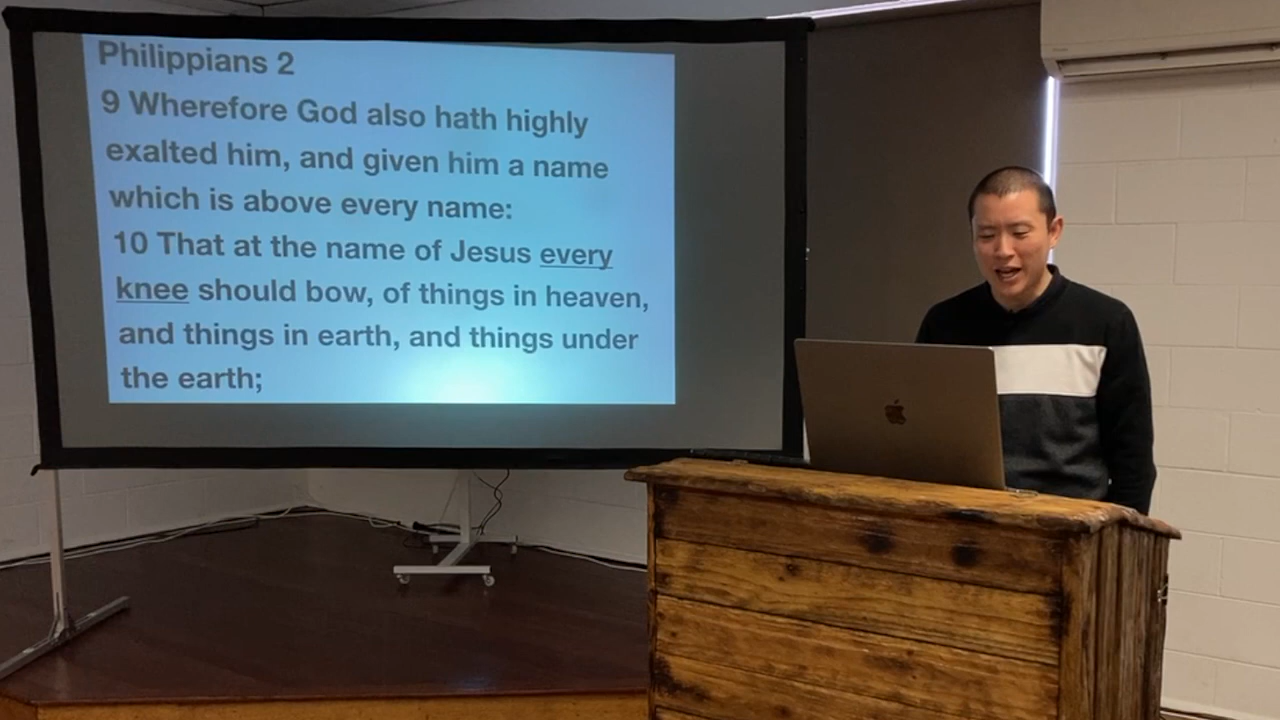 Philippians 2
9 Wherefore God also hath highly
exalted him, and given him a name
which is above every name:
10 That at the name of Jesus every
knee should bow, of things in heaven,
and things in earth, and things under
the earth;